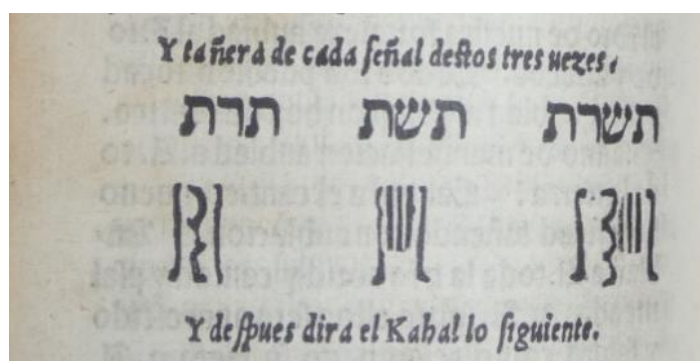 Y tañera de cada ſeñal deſtos tres uezes,
תשרת תשת תרת
Y deſpues dira el Kahal lo ſiguiente.